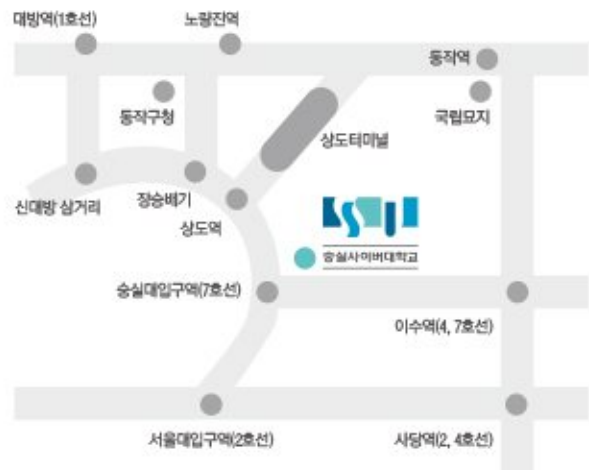 대방역(1호선)
노량진역
동작역
동작구청
국립묘지
상도터미널
신대방 삼거리
장승배기
상도역
숭실사이버대학교
숭실대입구역(7호선)
이수역(4, 7호선)
서울대입구역(2호선)
사당역(2, 4호선)